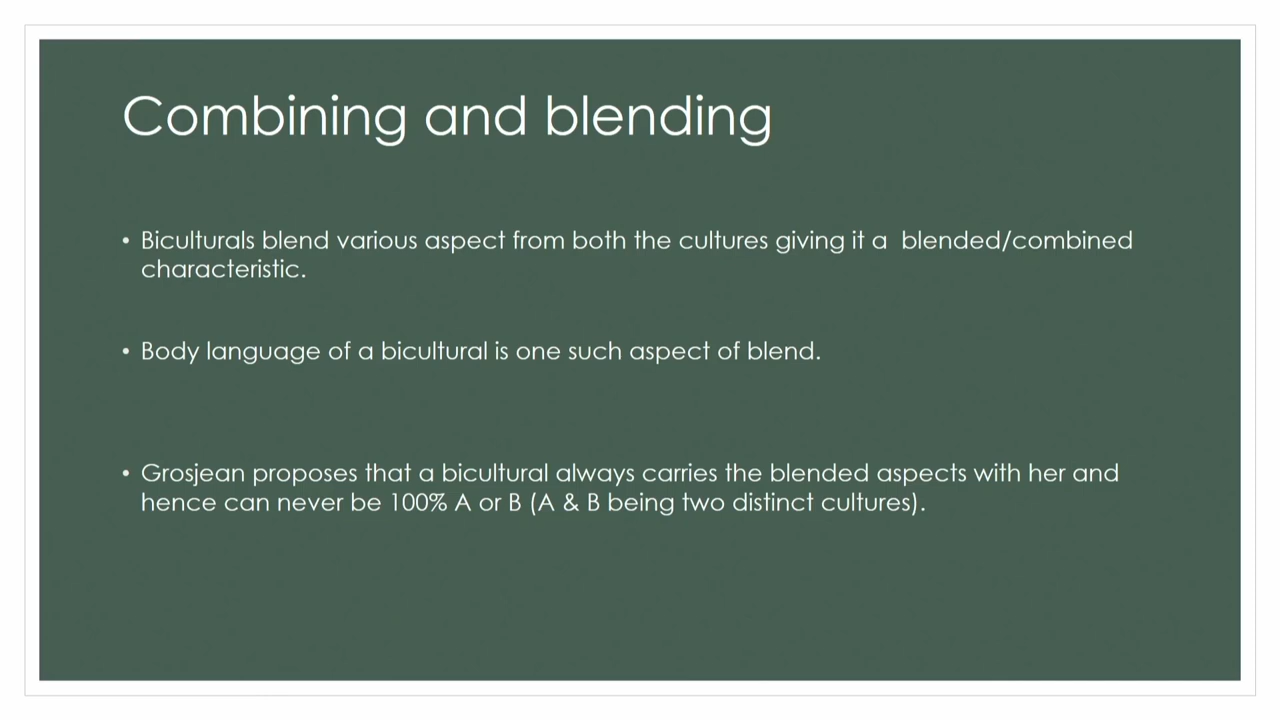 Combining and blending
• Biculturals blend various aspect from both the cultures giving it a  blended/combined
characteristic.
• Body language of a bicultural is one such aspect of blend.
• Grosjean proposes that a bicultural always carries the blended aspects with her and
hence can never be 100% A or B (A & B being two distinct cultures).